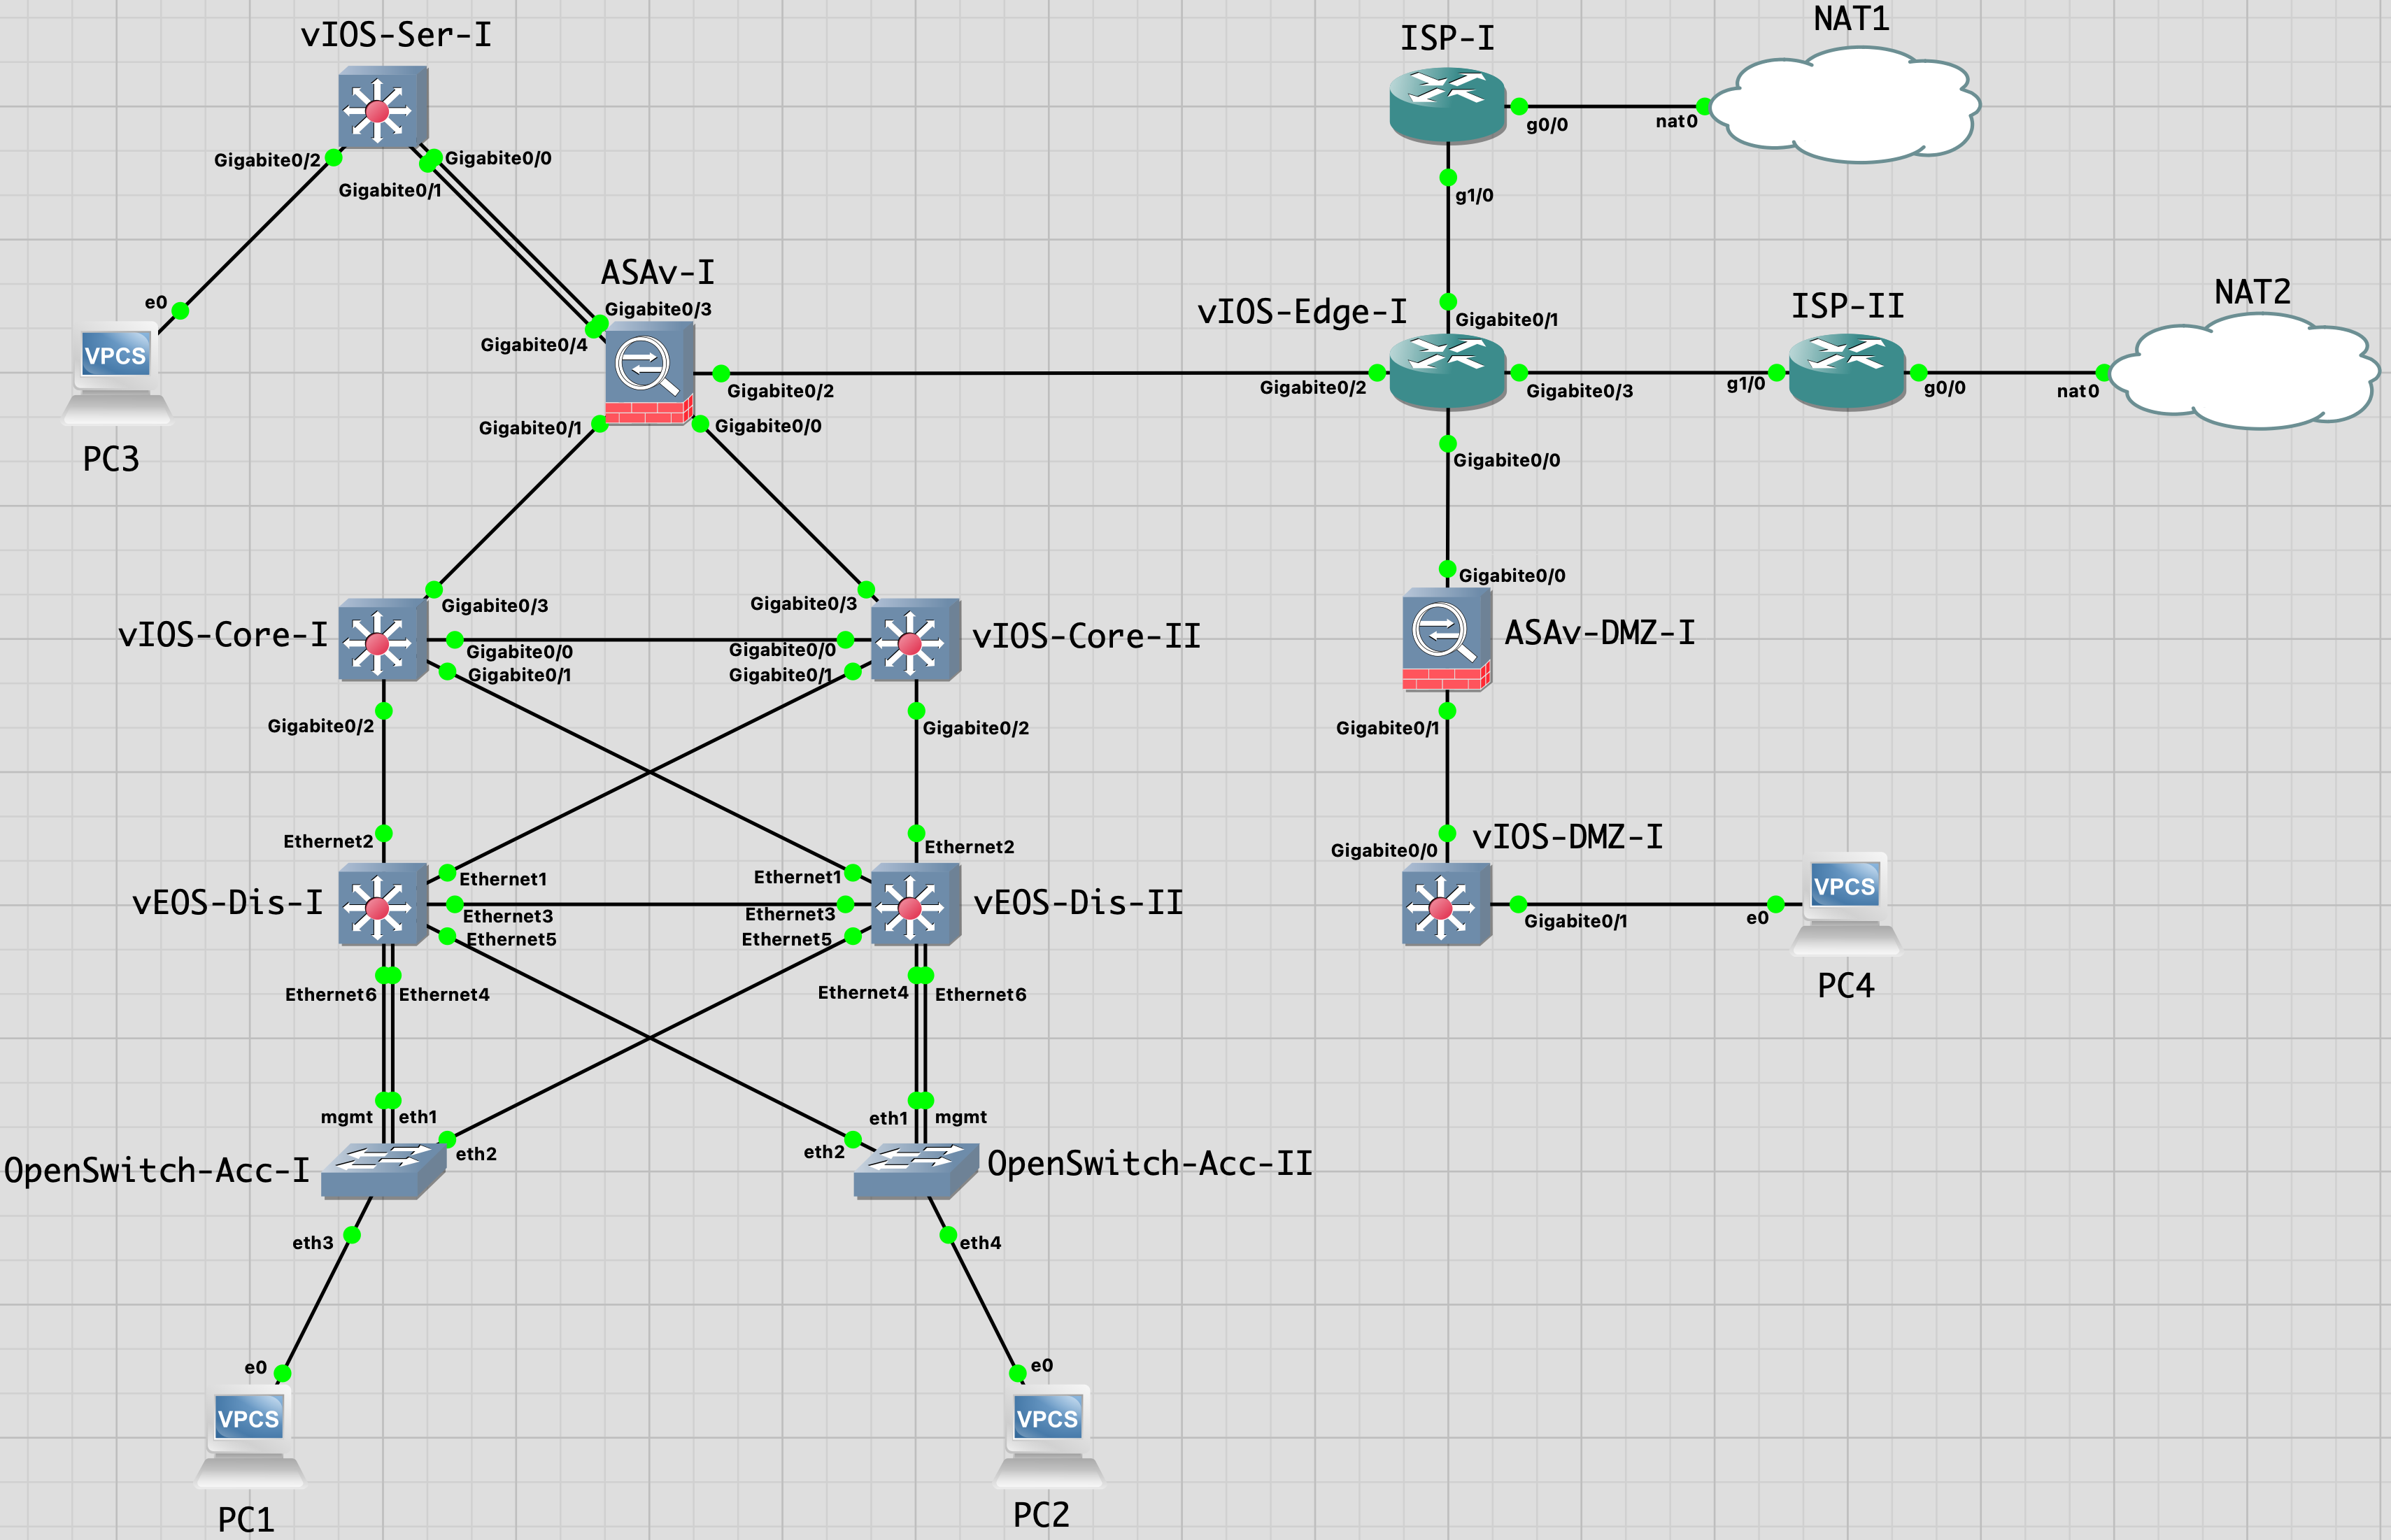 NAT1
vIOS-Ser-I
ISP-I
g0/0
nat0
Gigabite0/2
Gigabite0/0
Gigabite0/1
g1/0
ASAv-I
NAT2
e0
Gigabite0/3
vIOS-Edge-I
Gigabite0/1
ISP-II
Gigabite0/4
VPCS
Gigabite0/2
Gigabite0/2
Gigabite0/3
g1/0
g0/0
nat0
Gigabite0/1
Gigabite0/0
PC3
Gigabite0/0
Gigabite0/0
Gigabite0/3
Gigabite0/3
vIOS-Core-I
vIOS-Core-II
ASAv-DMZ-I
Gigabite0/0
Gigabite0/0
Gigabite0/1
Gigabite0/1
Gigabite0/2
Gigabite0/2
Gigabite0/1
Ethernet2
Ethernet2
vIOS-DMZ-I
Gigabite0/0
Ethernet1
Ethernet1
VPCS
vEOS-Dis-I
vEOS-Dis-II
Ethernet3
Ethernet3
Gigabite0/1
e0
Ethernet5
Ethernet5
PC4
Ethernet6
Ethernet4
Ethernet4
Ethernet6
mgmt
eth1
eth1
mgmt
eth2
eth2
OpenSwitch-Acc-I
OpenSwitch-Acc-II
eth3
eth4
e0
e0
VPCS
VPCS
PC1
PC2